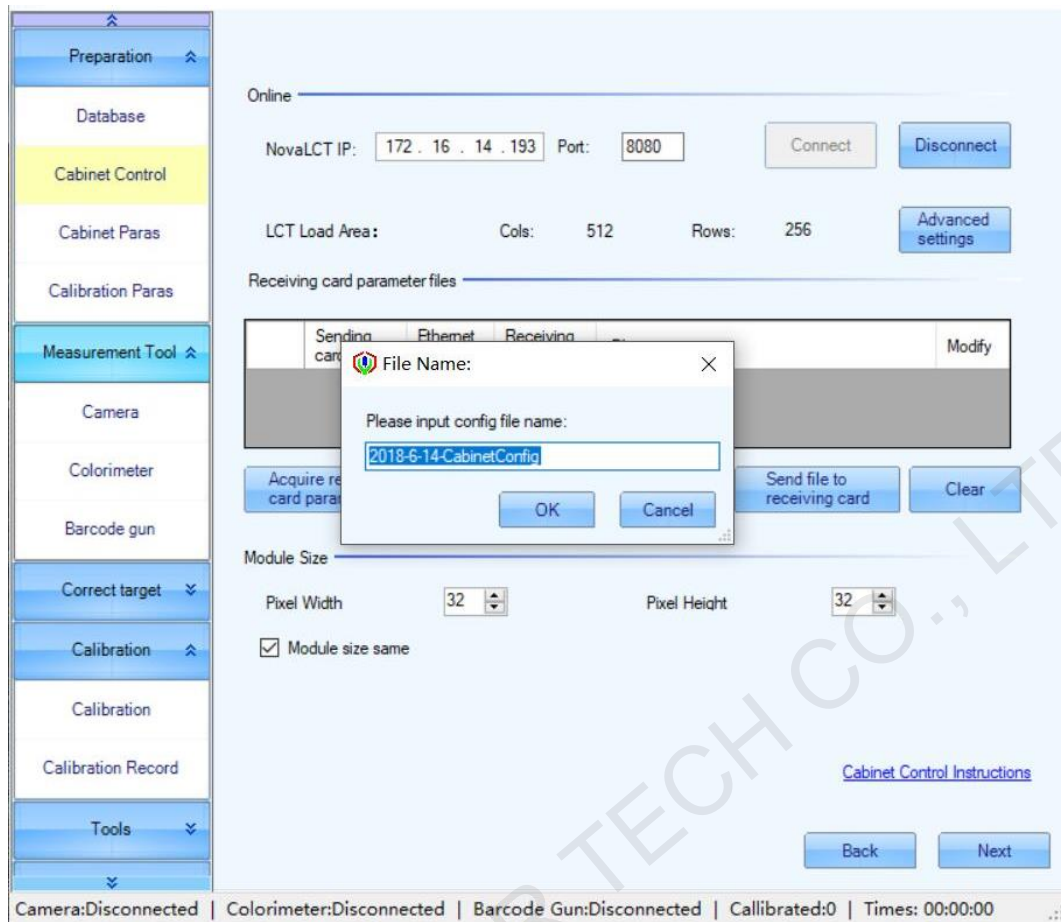 Preparation
Database
Cabinet Control
Cabinet Paras
Calibration Paras
Measurement Tool
Camera
Colorimeter
Barcode gun
Correct target
Calibration
Calibration
Calibration Record
Tools
Online
NovaLCT IP: 172 . 16 . 14 . 193 Port: 8080 Connect Disconnect
LCT Load Area: Cols: 512 Rows: 256 Advanced settings
Receiving card parameter files
Sending Ethernet Receiving Modify
File Name:
Please input config file name:
2018-6-14-CabinetConfig
OK Cancel
Acquire
card
Send file to
receiving card
Clear
Module Size
Pixel Width 32 Pixel Height 32
Module size same
Cabinet Control Instructions
Back Next
Camera:Disconnected | Colorimeter:Disconnected | Barcode Gun:Disconnected | Callibrated:0 | Times: 00:00:00
TECH CO.,